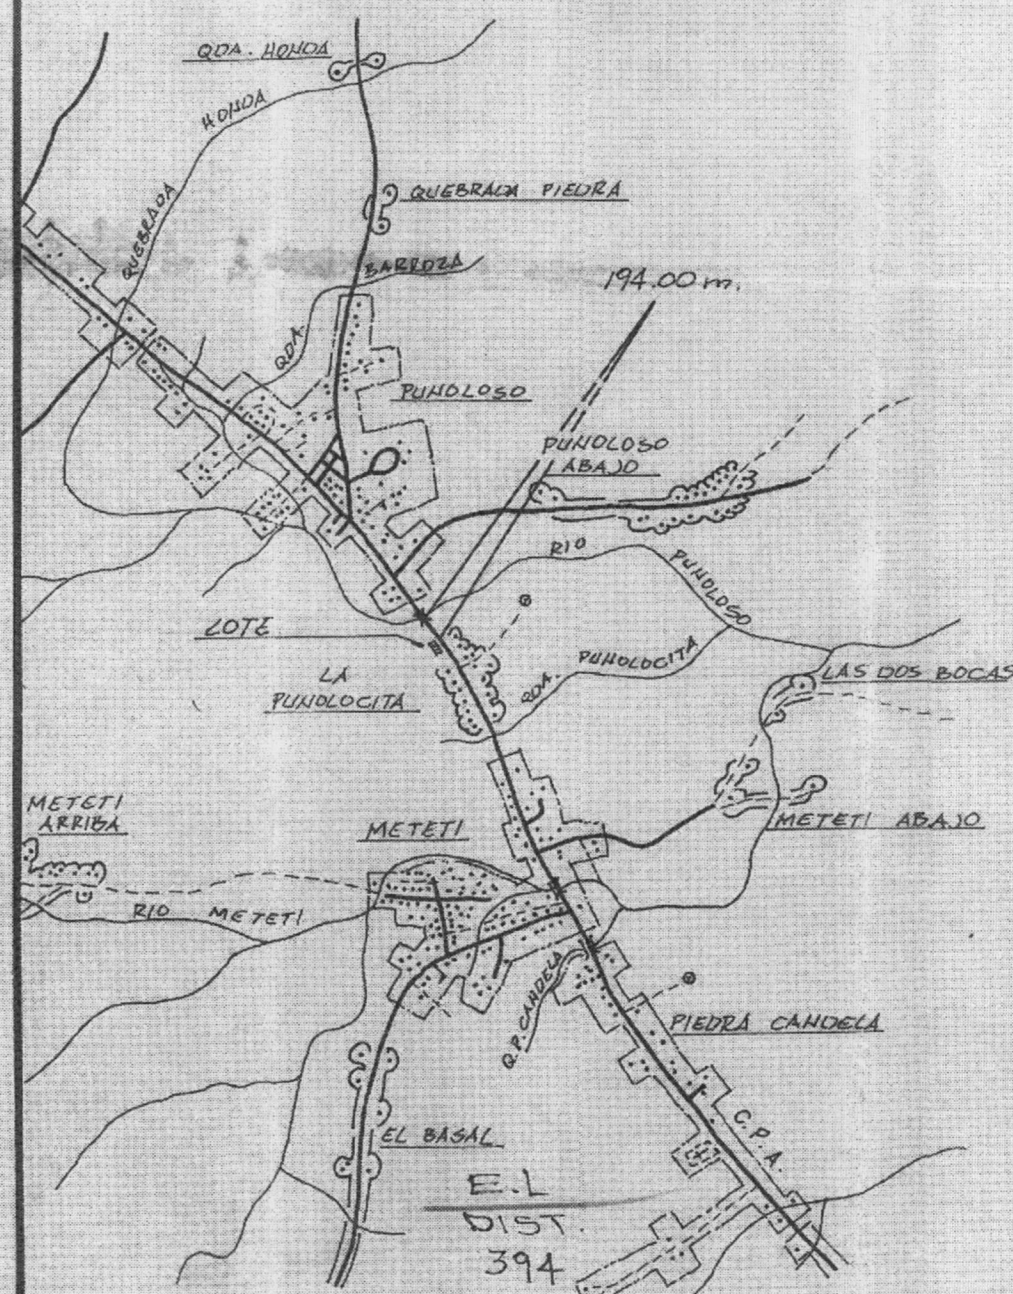 QDA. HONDA
HONDA
QUEBRADA
QUEBRADA PIEDRA
BARROZA
QDA.
194.00 m.
PUNOLOSO
PUNOLOSO
ABAJO
RIO
PUNOLOSO
LOTE
QDA. PUNOLOCITA
LA
PUNOLOCITA
LAS DOS BOCAS
METETI
ARRIBA
METETI
METETI ABAJO
RIO METETI
Q.P. CANDELA
PIEDRA CANDELA
C.P.A.
EL BASAL
E.L
DIST.
394